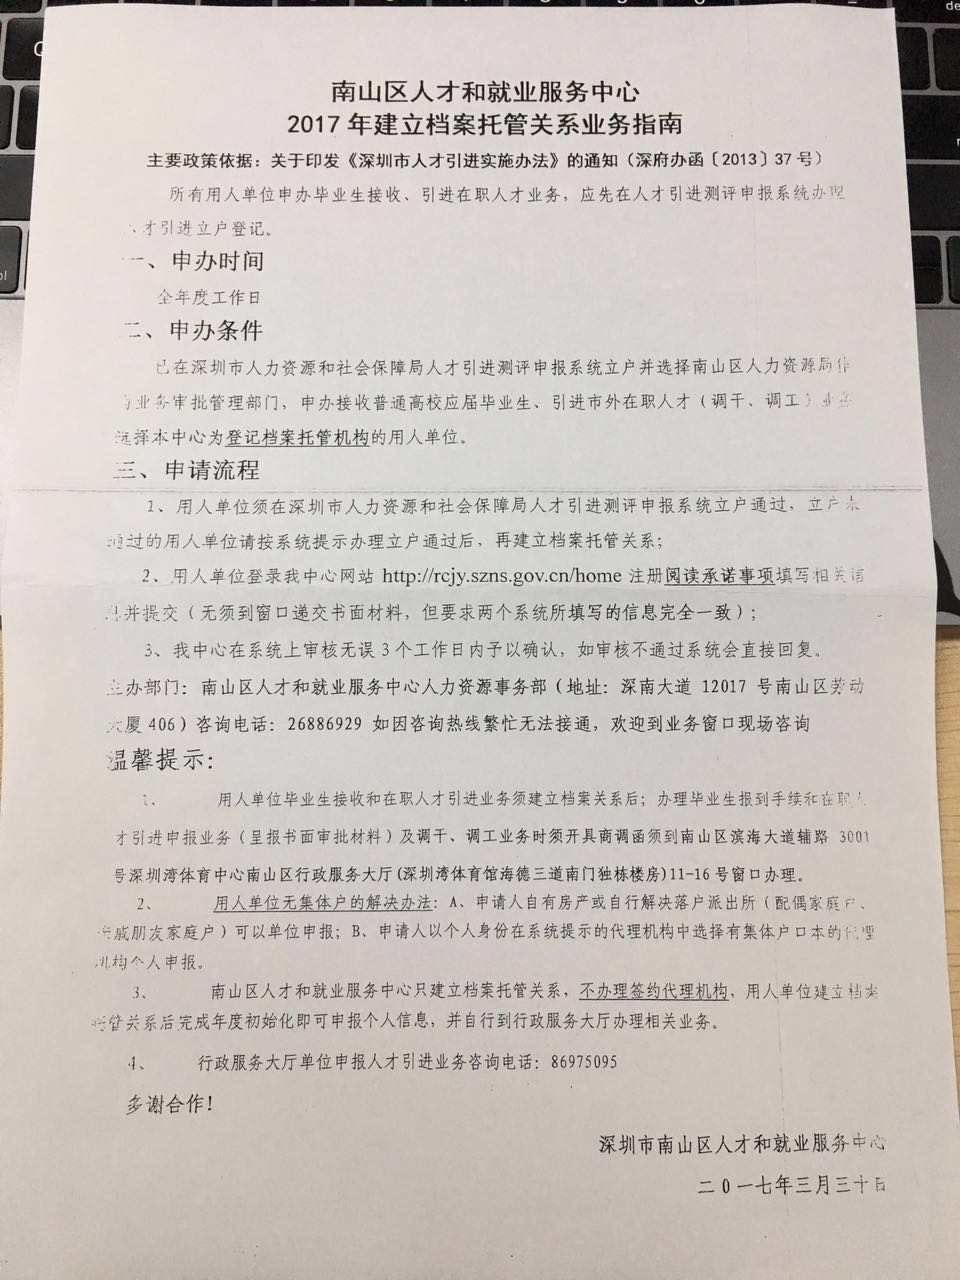 南山区人才和就业服务中心
2017 年建立档案托管关系业务指南
主要政策依据：关于印发《深圳市人才引进实施办法》的通知（深府办函〔2013〕37 号）
所有用人单位申办毕业生接收、引进在职人才业务，应先在人才引进测评申报系统办理
才引进立户登记。
一、申办时间
全年度工作日
二、申办条件
已在深圳市人力资源和社会保障局人才引进测评申报系统立户并选择南山区人力资源局作
为业务审批管理部门，申办接收普通高校应届毕业生、引进市外在职人才（调干、调工）业务
选择本中心为登记档案托管机构的用人单位。
三、申请流程
1、用人单位须在深圳市人力资源和社会保障局人才引进测评申报系统立户通过，立户未
通过的用人单位请按系统提示办理立户通过后，再建立档案托管关系；
2、用人单位登录我中心网站 http://rcjy.szns.gov.cn/home 注册阅读承诺事项填写相关信
息并提交（无须到窗口递交书面材料，但要求两个系统所填写的信息完全一致）；
3、我中心在系统上审核无误 3 个工作日内予以确认，如审核不通过系统会直接回复。
主办部门：南山区人才和就业服务中心人力资源事务部（地址：深南大道 12017 号南山区劳动
大厦 406）咨询电话：26886929 如因咨询热线繁忙无法接通，欢迎到业务窗口现场咨询
温馨提示：
1、 用人单位毕业生接收和在职人才引进业务须建立档案关系后；办理毕业生报到手续和在职人
才引进申报业务（呈报书面审批材料）及调干、调工业务时须开具商调函须到南山区滨海大道辅路 3001
号深圳湾体育中心南山区行政服务大厅(深圳湾体育馆海德三道南门独栋楼房)11-16 号窗口办理。
2、 用人单位无集体户的解决办法：A、申请人自有房产或自行解决落户派出所（配偶家庭户、
亲戚朋友家庭户）可以单位申报；B、申请人以个人身份在系统提示的代理机构中选择有集体户口本的代理
机构个人申报。
3、 南山区人才和就业服务中心只建立档案托管关系，不办理签约代理机构，用人单位建立档案
托管关系后完成年度初始化即可申报个人信息，并自行到行政服务大厅办理相关业务。
4、 行政服务大厅单位申报人才引进业务咨询电话：86975095
多谢合作！
深圳市南山区人才和就业服务中心
二０一七年三月三十日